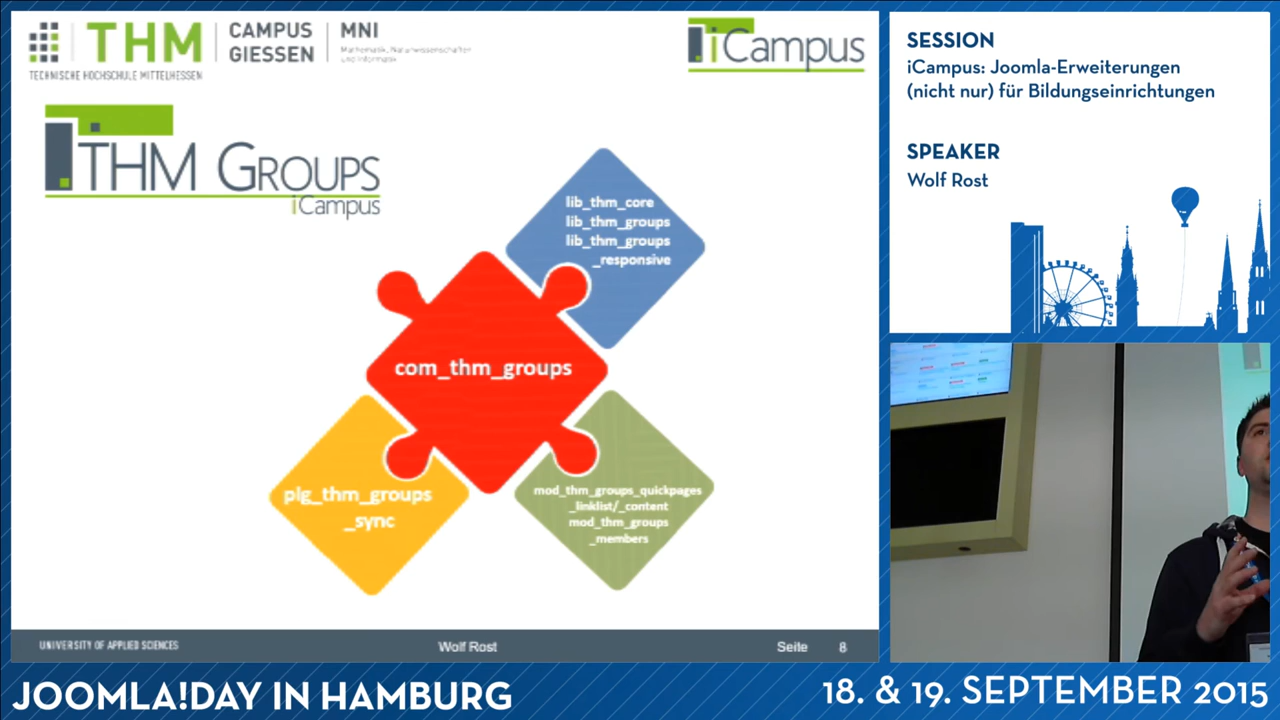 THM
TECHNISCHE HOCHSCHULE MITTELHESSEN
CAMPUS
GIESSEN
MNI
Mathematik, Naturwissenschaften
und Informatik
iCampus
THM GROUPS
iCampus
lib_thm_core
lib_thm_groups
lib_thm_groups
_responsive
com_thm_groups
plg_thm_groups
_sync
mod_thm_groups_quickpages
_linklist/_content
mod_thm_groups
_members
UNIVERSITY OF APPLIED SCIENCES
Wolf Rost
Seite 8
SESSION
iCampus: Joomla-Erweiterungen
(nicht nur) für Bildungseinrichtungen
SPEAKER
Wolf Rost
JOOMLA!DAY IN HAMBURG
18. & 19. SEPTEMBER 2015